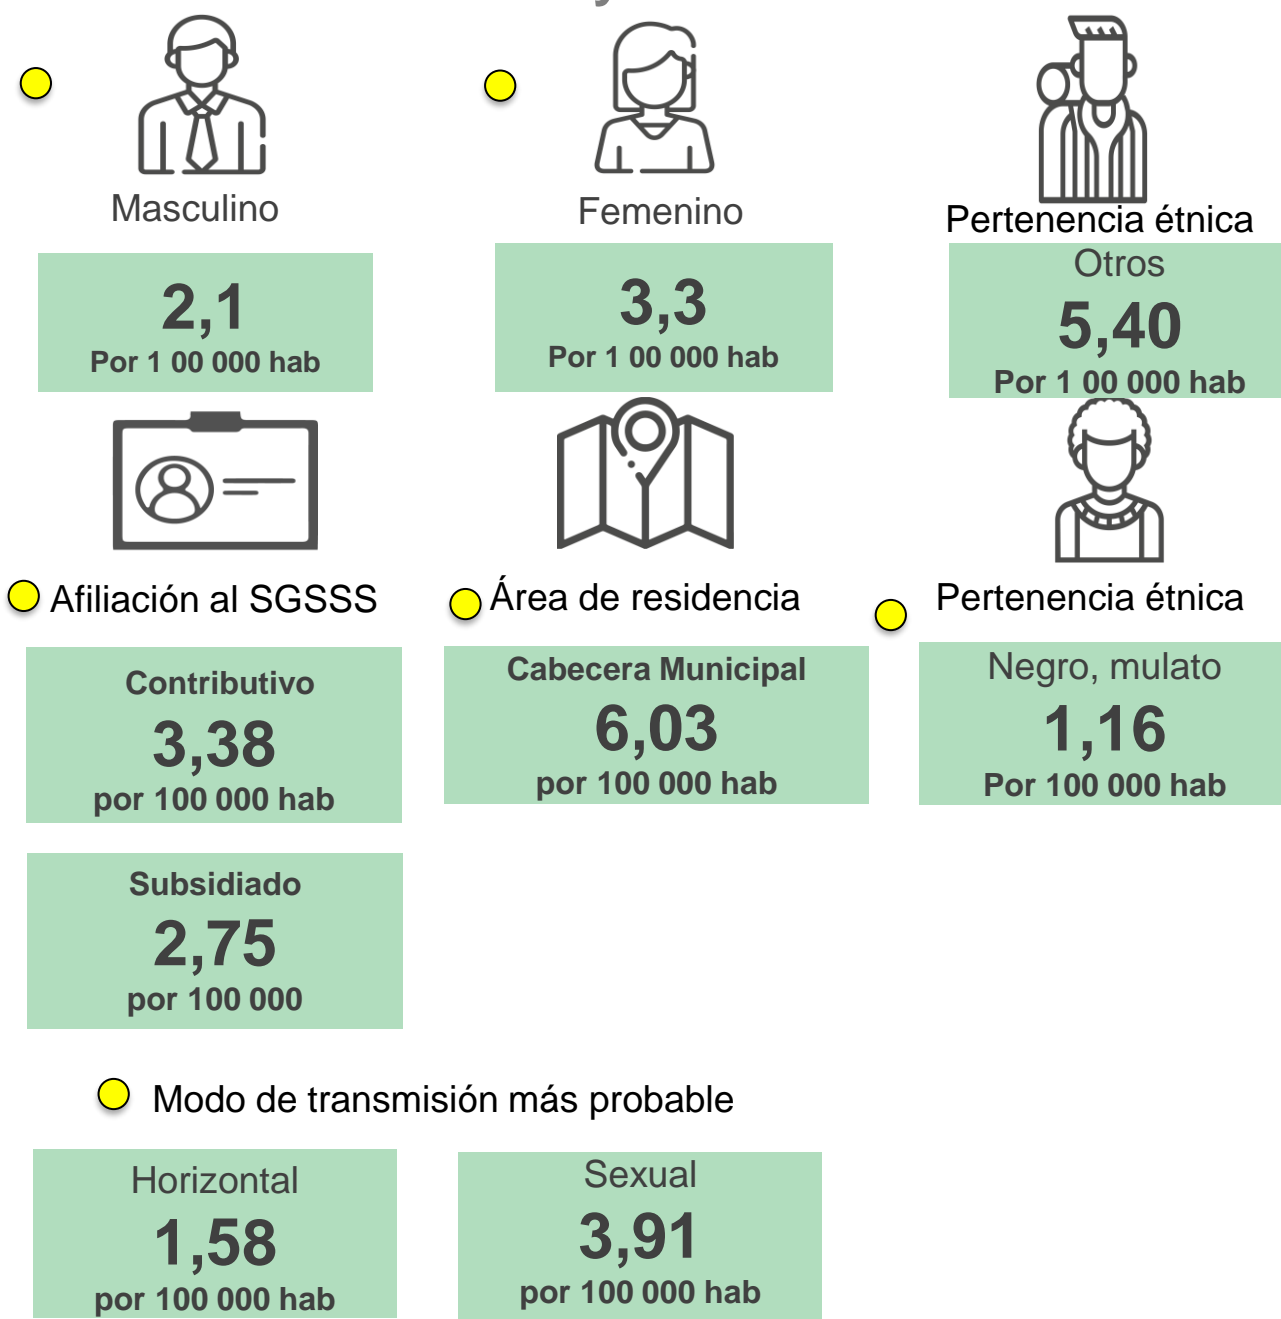 Masculino
2,1
Por 1 00 000 hab
Femenino
3,3
Por 1 00 000 hab
Pertenencia étnica
Otros
5,40
Por 1 00 000 hab
Afiliación al SGSSS
Contributivo
3,38
por 100 000 hab
Subsidiado
2,75
por 100 000
Área de residencia
Cabecera Municipal
6,03
por 100 000 hab
Pertenencia étnica
Negro, mulato
1,16
Por 100 000 hab
Modo de transmisión más probable
Horizontal
1,58
por 100 000 hab
Sexual
3,91
por 100 000 hab